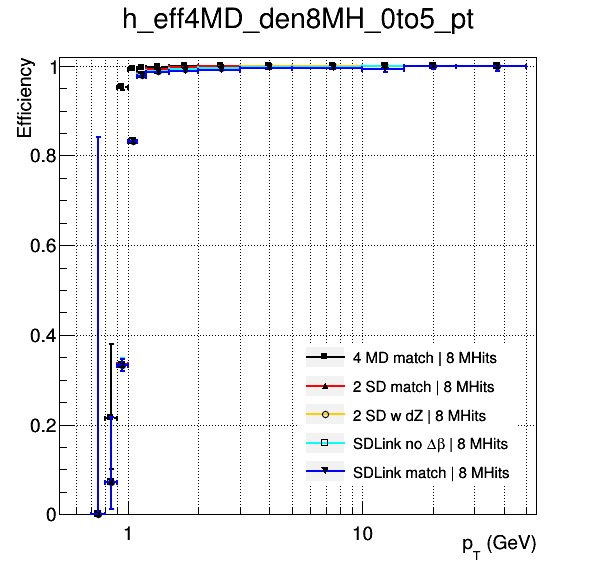 h_eff4MD_den8MH_0to5_pt
Efficiency
1
0.8
0.6
0.4
0.2
0
4 MD match | 8 MHits
2 SD match | 8 MHits
2 SD w dZ | 8 MHits
SDLink no Δβ | 8 MHits
SDLink match | 8 MHits
1
10
p_T (GeV)